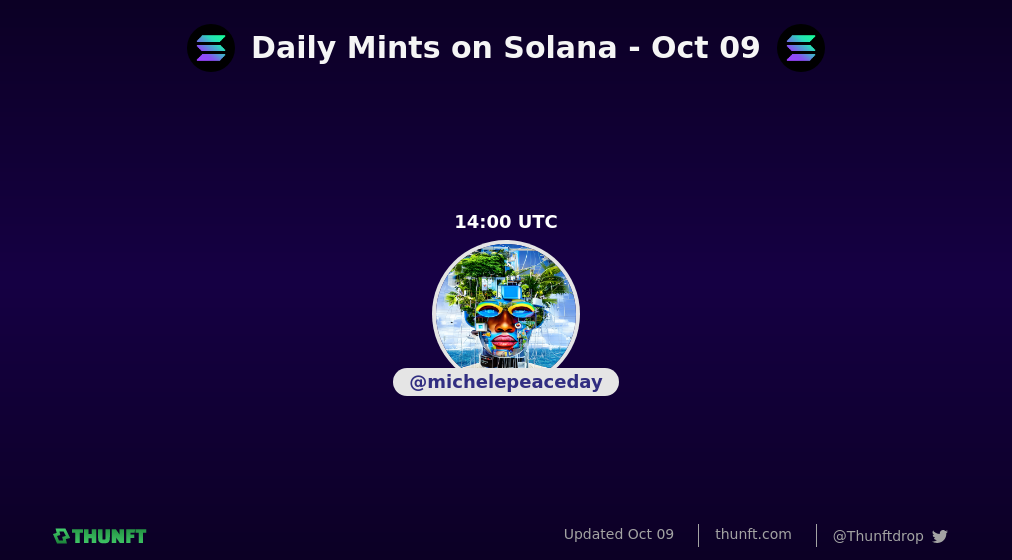 Daily Mints on Solana - Oct 09
14:00 UTC
@michelepeaceday
THUNFT
Updated Oct 09
thunft.com
@Thunftdrop